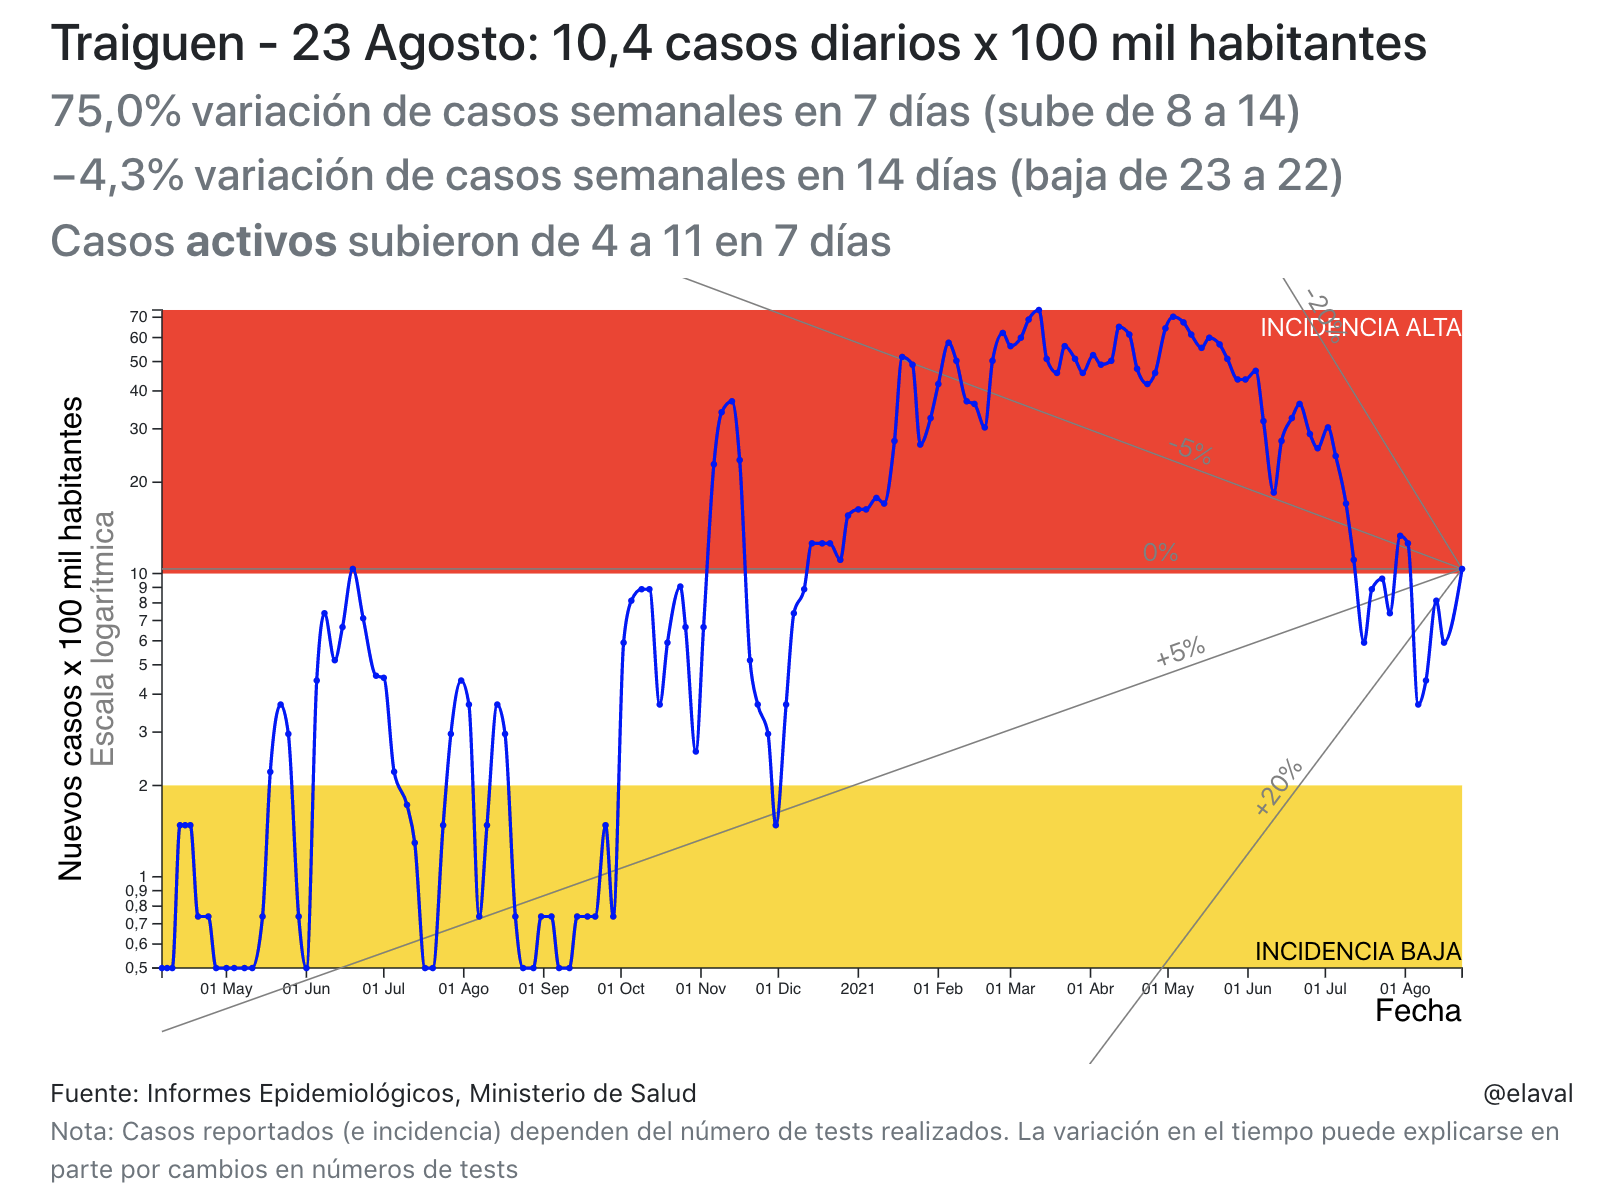 Traiguen - 23 Agosto: 10,4 casos diarios x 100 mil habitantes
75,0% variación de casos semanales en 7 días (sube de 8 a 14)
−4,3% variación de casos semanales en 14 días (baja de 23 a 22)
Casos activos subieron de 4 a 11 en 7 días
Nuevos casos x 100 mil habitantes
Escala logarítmica
70
60
50
40
30
20
10
9
8
7
6
5
4
3
2
1
0,9
0,8
0,7
0,6
0,5
INCIDENCIA ALTA
-20%
-5%
0%
+5%
+20%
INCIDENCIA BAJA
01 May
01 Jun
01 Jul
01 Ago
01 Sep
01 Oct
01 Nov
01 Dic
2021
01 Feb
01 Mar
01 Abr
01 May
01 Jun
01 Jul
01 Ago
Fecha
Fuente: Informes Epidemiológicos, Ministerio de Salud
@elaval
Nota: Casos reportados (e incidencia) dependen del número de tests realizados. La variación en el tiempo puede explicarse en
parte por cambios en números de tests